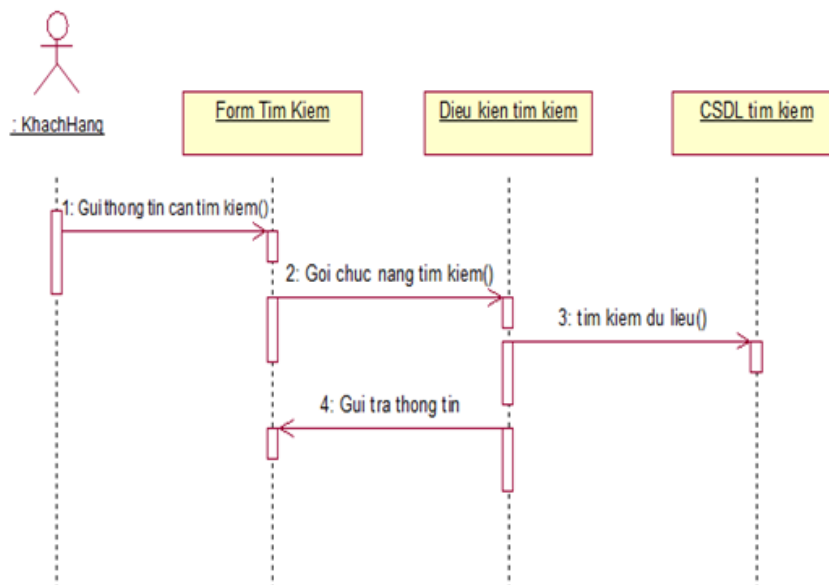 : KhachHang
Form Tim Kiem
Dieu kien tim kiem
CSDL tim kiem
1: Gui thong tin can tim kiem()
2: Goi chuc nang tim kiem()
3: tim kiem du lieu()
4: Gui tra thong tin